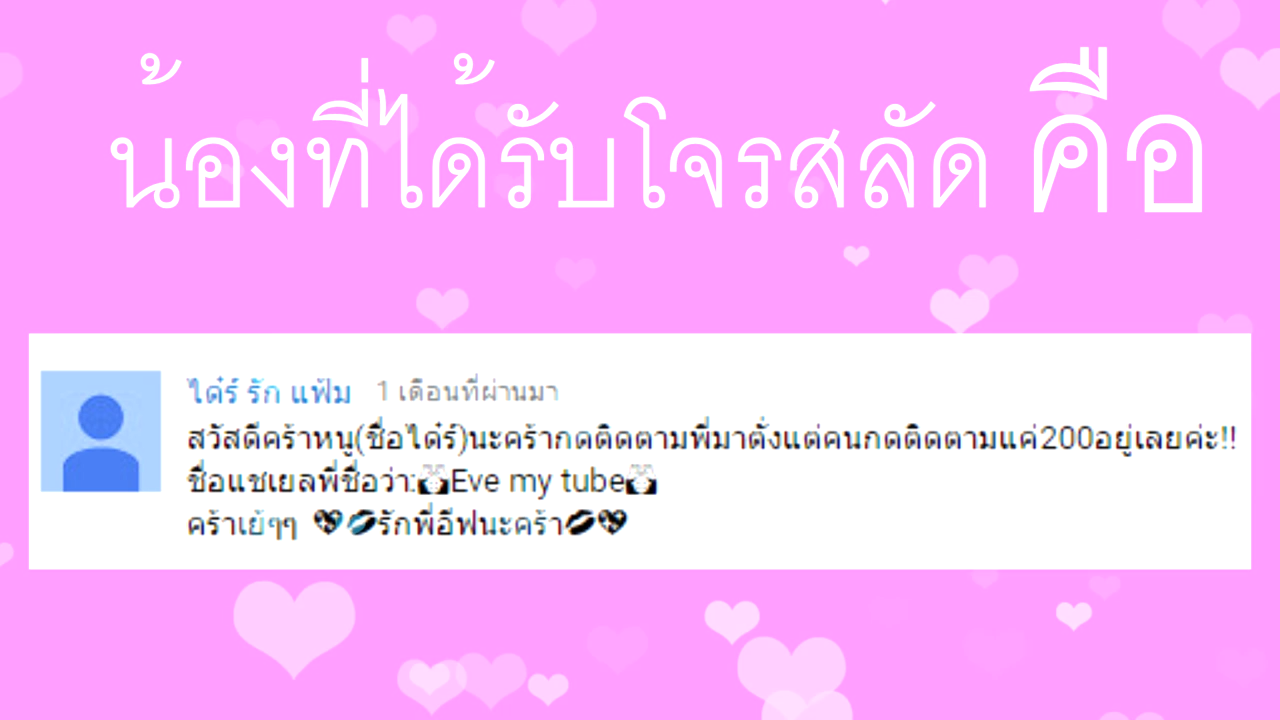 น้องที่ได้รับโจรสลัด คือ
ได๋ร์ รัก แฟ้ม 1 เดือนที่ผ่านมา
สวัสดีคร้าหนู(ชื่อได๋ร์)นะคร้ากดติดตามพี่มาตั่งแต่คนกดติดตามแค่200อยู่เลยค่ะ!!
ชื่อแชเยลพี่ชื่อว่า:⛄Eve my tube⛄
คร้าเย้ๆๆ 💖💋รักพี่อีฟนะคร้า💋💖